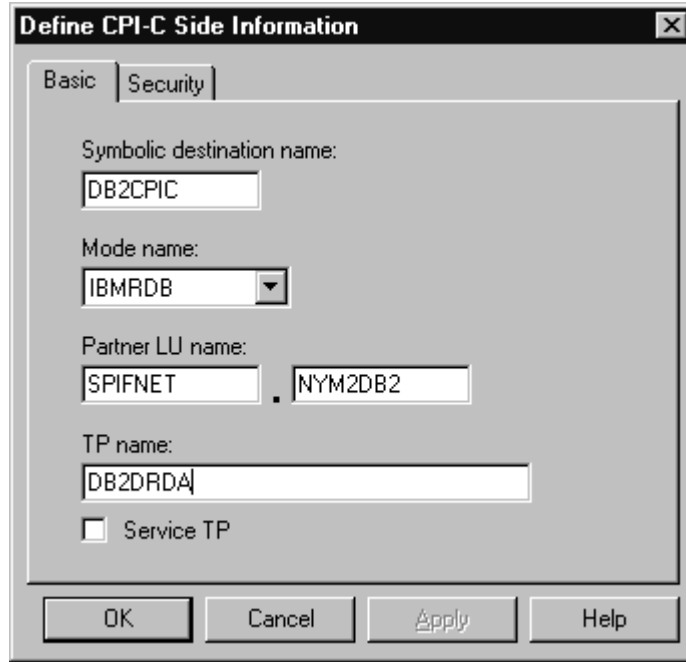 Define CPI-C Side Information
Basic Security
Symbolic destination name:
DB2CPIC
Mode name:
IBMRDB
Partner LU name:
SPIFNET . NYM2DB2
TP name:
DB2DRDA
Service TP
OK Cancel Apply Help